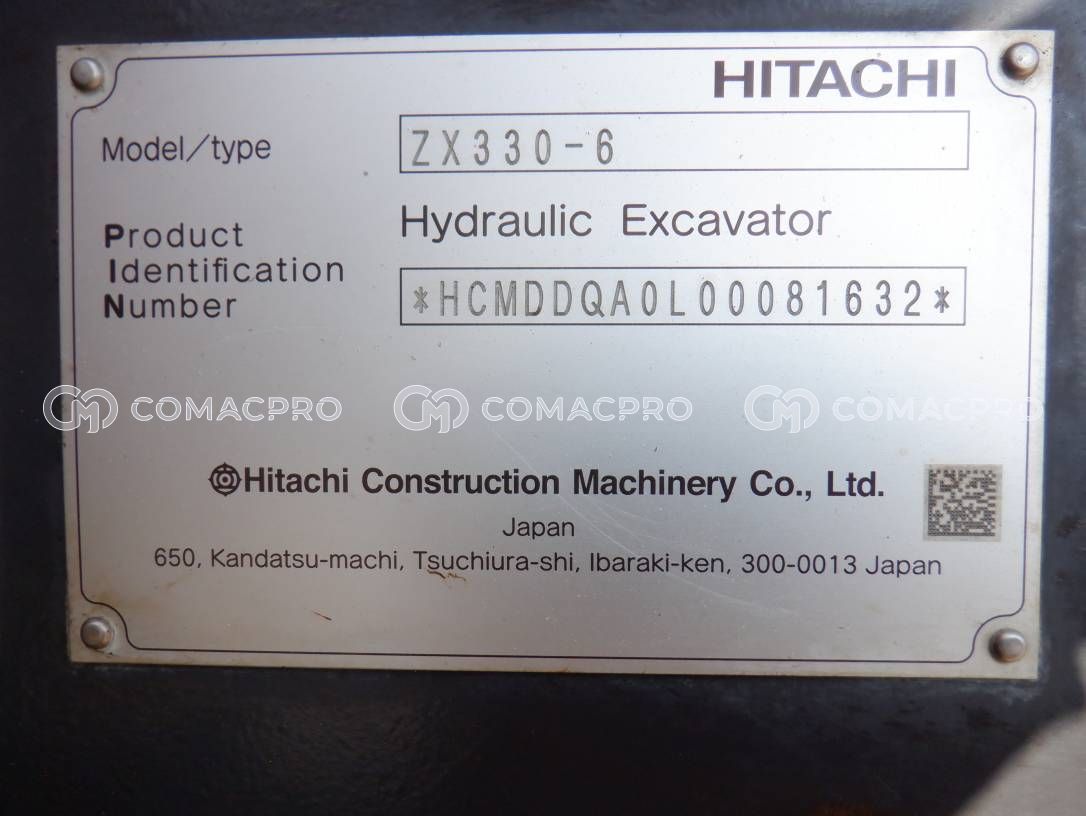 HITACHI
Model/type ZX330-6
Hydraulic Excavator
Product
Identification
Number
*HCMDDQA0L00081632*
COMACPRO COMACPRO COMACPRO
Hitachi Construction Machinery Co., Ltd.
Japan
650, Kandatsu-machi, Tsuchiura-shi, Ibaraki-ken, 300-0013 Japan